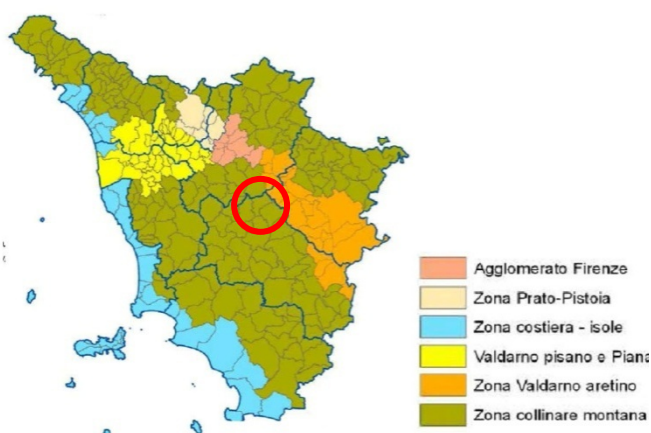 Agglomerato Firenze
Zona Prato-Pistoia
Zona costiera - isole
Valdarno pisano e Piana
Zona Valdarno aretino
Zona collinare montana